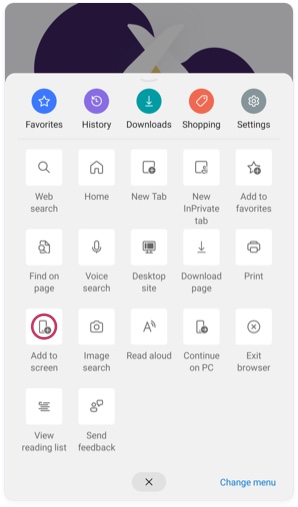 Favorites History Downloads Shopping Settings
Web search
Home
New Tab
New InPrivate tab
Add to favorites
Find on page
Voice search
Desktop site
Download page
Print
Add to screen
Image search
Read aloud
Continue on PC
Exit browser
View reading list
Send feedback
Change menu